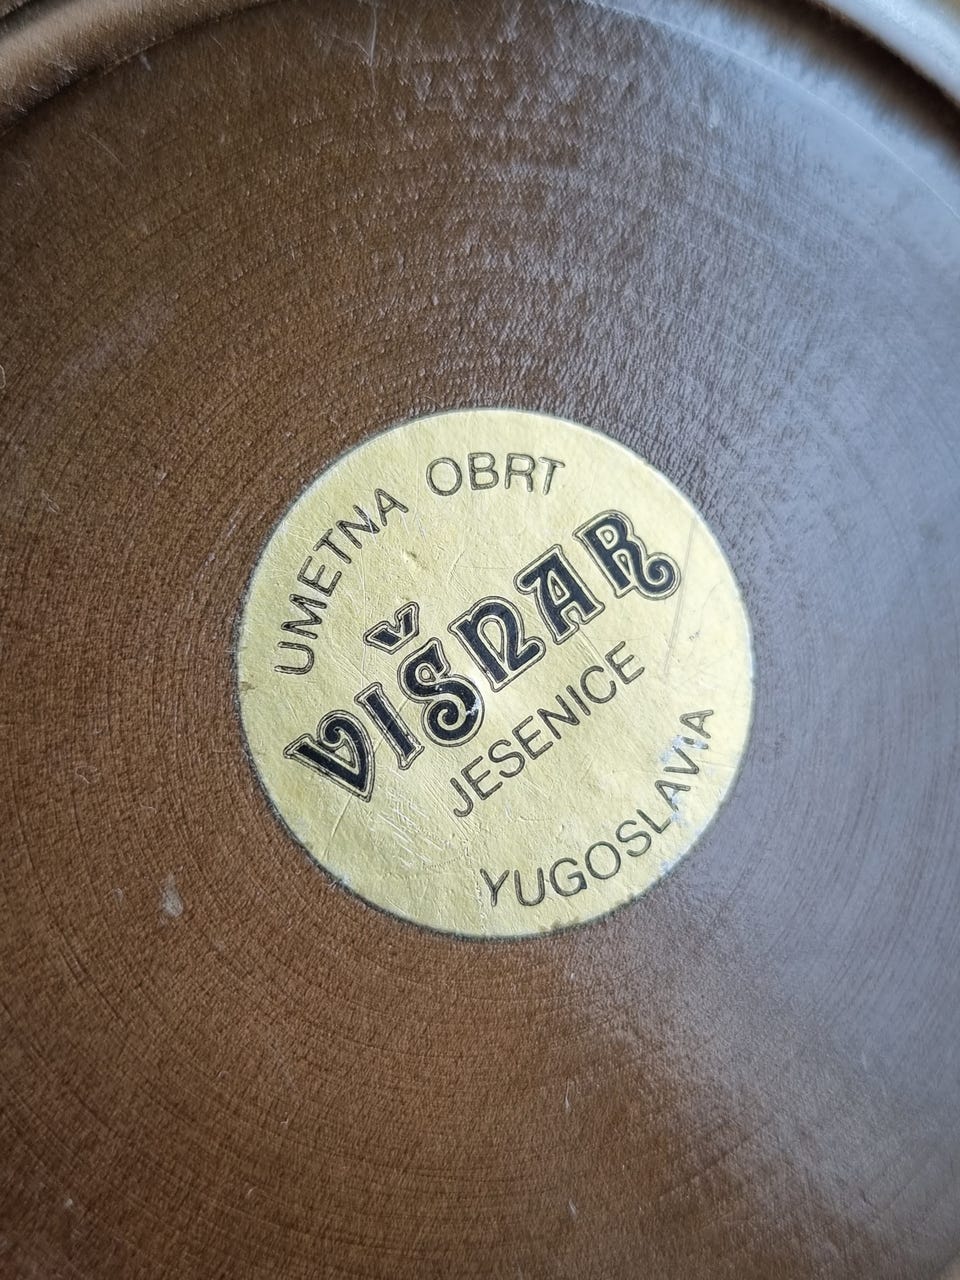 UMETNA OBRT
VIŠNAR
JESENICE
YUGOSLAVIA